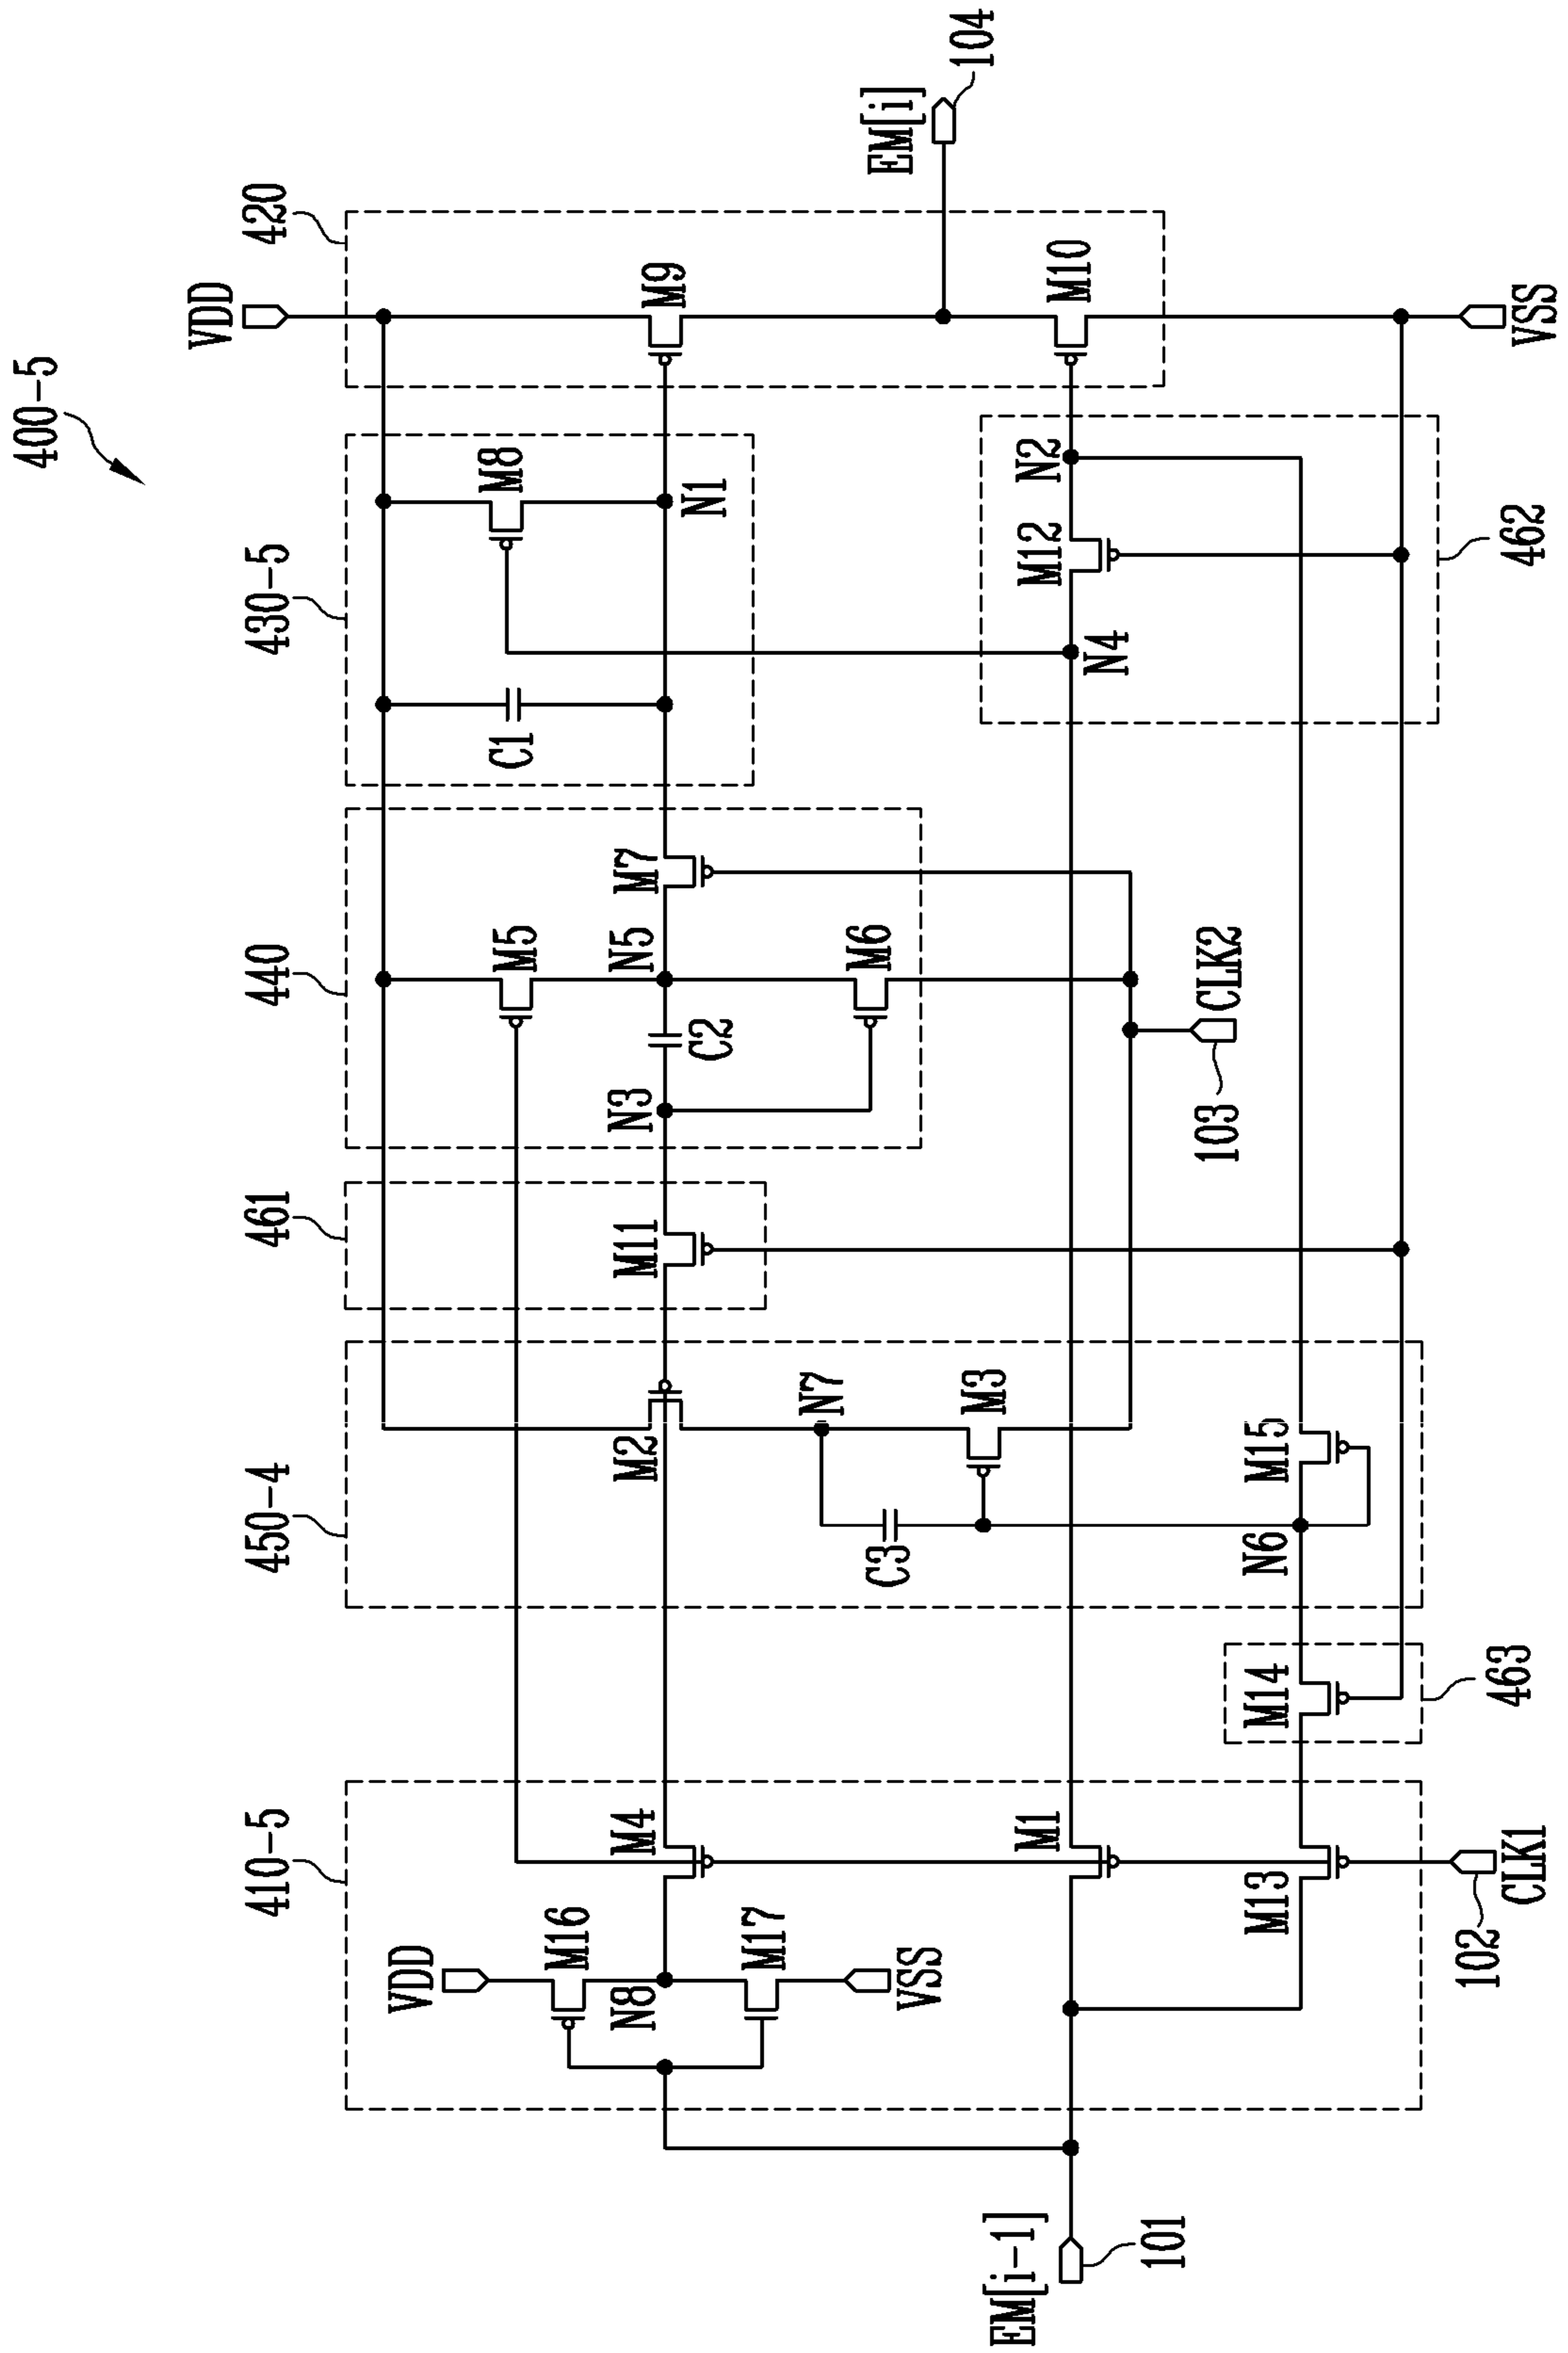 400-5
410-5
450-4
461
440
430-5
420
VDD
VDD
M16
M5
C1
M8
N8
M4
M2
M11
N3
N5
M7
N1
M9
M17
C2
VSS
N7
C3
M6
EM[i]
104
M3
EM[i-1]
M1
N4
M12
N2
M10
101
103
CLK2
M13
M14
N6
M15
102
CLK1
463
462
VSS